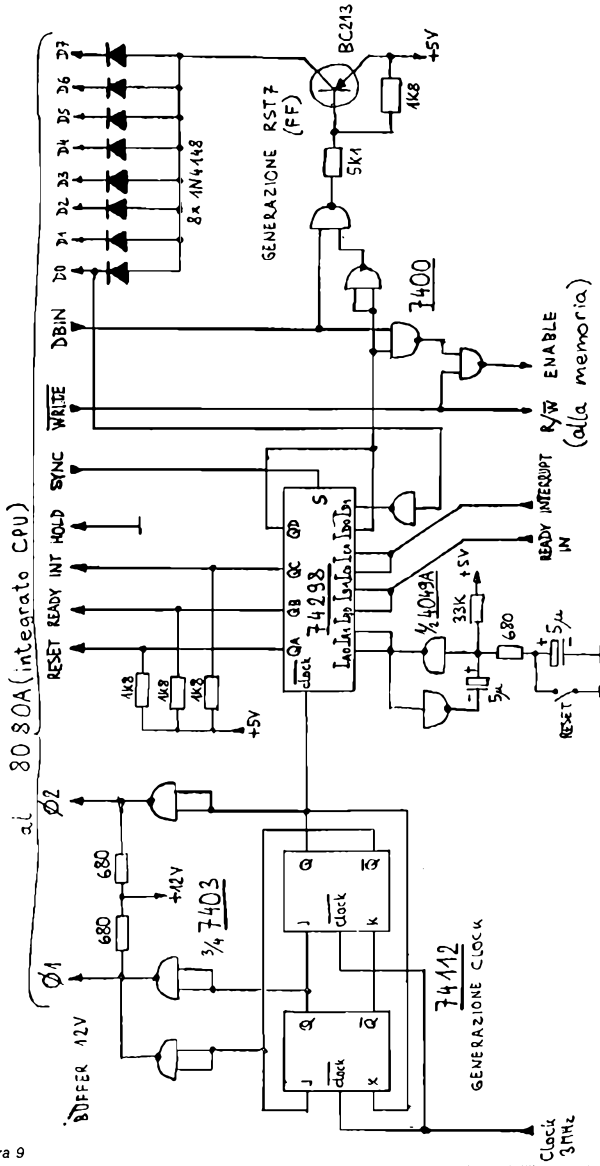 ai 8080A (integrato CPU)
Ø1
Ø2
RESET
READY
INT
HOLD
SYNC
WRITE
DBIN
D0
D1
D2
D3
D4
D5
D6
D7
BUFFER 12V
680
680
+12V
3/4 7403
1K8
1K8
1K8
+5V
8x 1N4148
GENERAZIONE RST7
(FF)
BC213
5K1
1K8
+5V
QA
QB
QC
QD
clock
74298
S
J
Q
clock
K
Q
J
Q
clock
K
Q
74112
GENERAZIONE CLOCK
Clock
3MHz
1/2 4049A
33K
+5V
680
5µ
5µ
RESET
7400
READY IN
INTERRUPT
R/W
ENABLE
(alla memoria)
ra 9